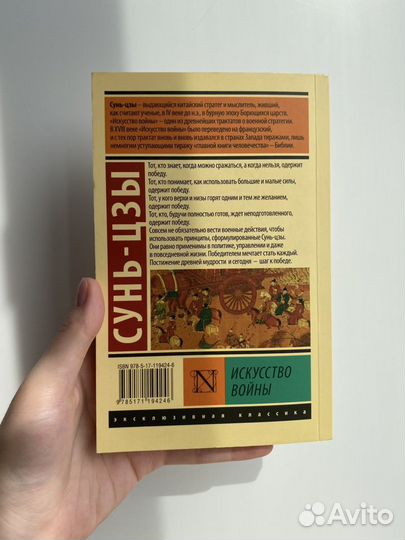 Сунь-цзы – выдающийся китайский стратег и мыслитель, живший,
как считают ученые, в IV веке до н.э., в бурную эпоху Борющихся царств.
«Искусство войны» – один из древнейших трактатов о военной стратегии.
В XVIII веке «Искусство войны» было переведено на французский,
и с тех пор трактат вновь и вновь издавался в странах Запада тиражами, лишь
немногим уступающими тиражу «главной книги человечества» — Библии.
СУНЬ-ЦЗЫ
Тот, кто знает, когда можно сражаться, а когда нельзя, одержит
победу.
Тот, кто понимает, как использовать большие и малые силы,
одержит победу.
Тот, у кого верхи и низы горят одним и тем же желанием,
одержит победу.
Тот, кто, будучи полностью готов, ждет неподготовленного,
одержит победу.
Совсем не обязательно вести военные действия, чтобы
использовать принципы, сформулированные Сунь-цзы.
Они равно применимы в политике, управлении и даже
в повседневной жизни. Победителем мечтает стать каждый.
Постижение древней мудрости и сегодня — шаг к победе.
ISBN 978-5-17-119424-6
9 785171 194246
N
ИСКУССТВО
ВОЙНЫ
эксклюзивная классика
Avito